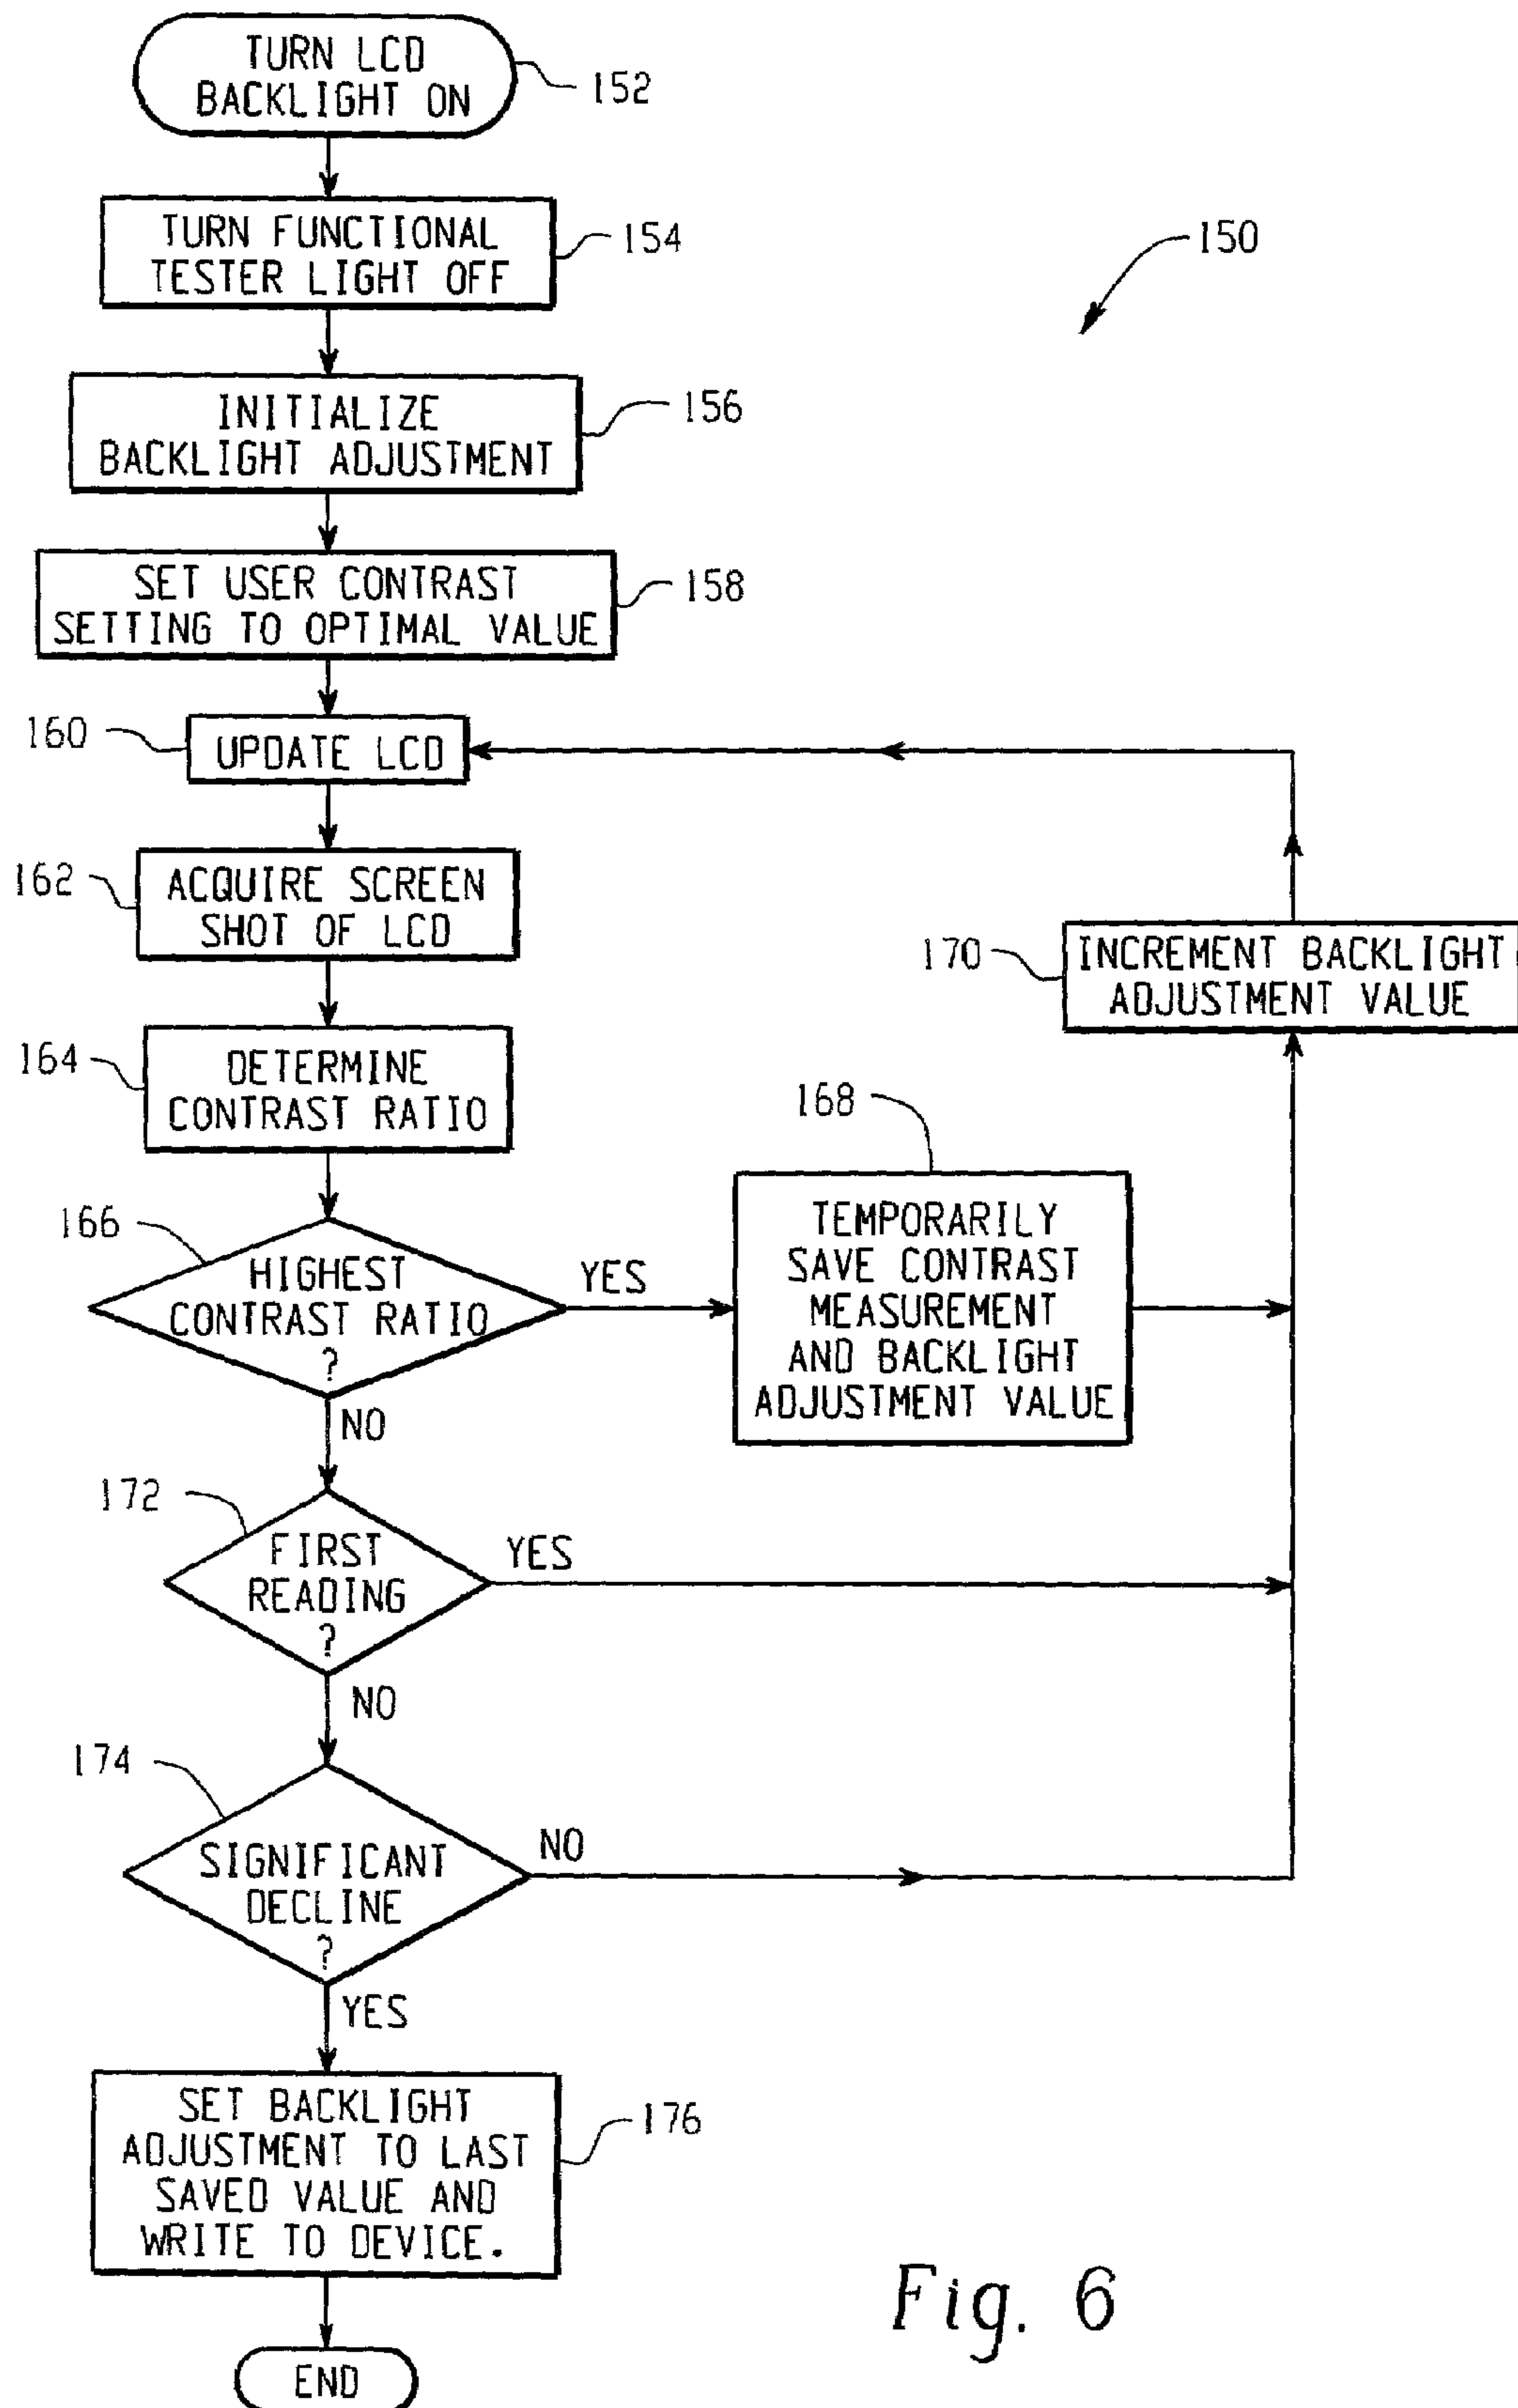 TURN LCD
BACKLIGHT ON
152
TURN FUNCTIONAL
TESTER LIGHT OFF
154
150
INITIALIZE
BACKLIGHT ADJUSTMENT
156
SET USER CONTRAST
SETTING TO OPTIMAL VALUE
158
160
UPDATE LCD
162
ACQUIRE SCREEN
SHOT OF LCD
170
INCREMENT BACKLIGHT
ADJUSTMENT VALUE
164
DETERMINE
CONTRAST RATIO
168
166
HIGHEST
CONTRAST RATIO
?
YES
NO
TEMPORARILY
SAVE CONTRAST
MEASUREMENT
AND BACKLIGHT
ADJUSTMENT VALUE
172
FIRST
READING
?
YES
NO
174
SIGNIFICANT
DECLINE
?
NO
YES
SET BACKLIGHT
ADJUSTMENT TO LAST
SAVED VALUE AND
WRITE TO DEVICE.
176
END
Fig. 6